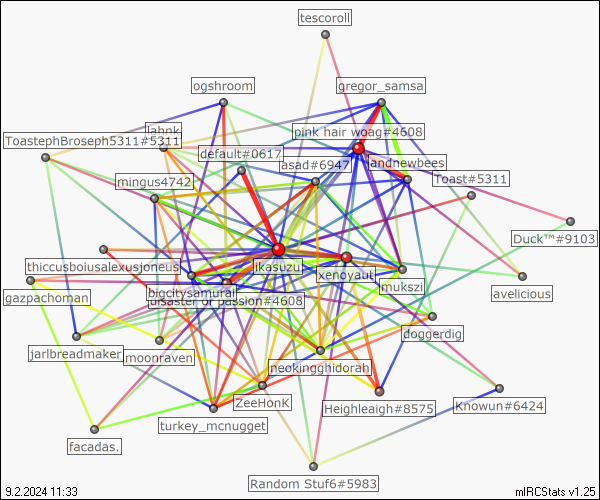 tescoroll
ogshroom
gregor_samsa
lahnk
pink hair woag#4608
ToastephBroseph5311#5311
default#0617
asad#6947
landnewbees
mingus4742
Toast#5311
Duck™#9103
thiccusboiusalexusjoneus
ikasuzu
xenoyaut
mukszi
bigcitysamurai
avelicious
gazpachoman
disaster of passion#4608
doggerdig
jarlbreadmaker
moonraven
neokingghidorah
ZeeHonK
Heighleigh#8575
Knowun#6424
turkey_mcnugget
facadas.
Random Stuf6#5983
9.2.2024 11:33
mIRCStats v1.25